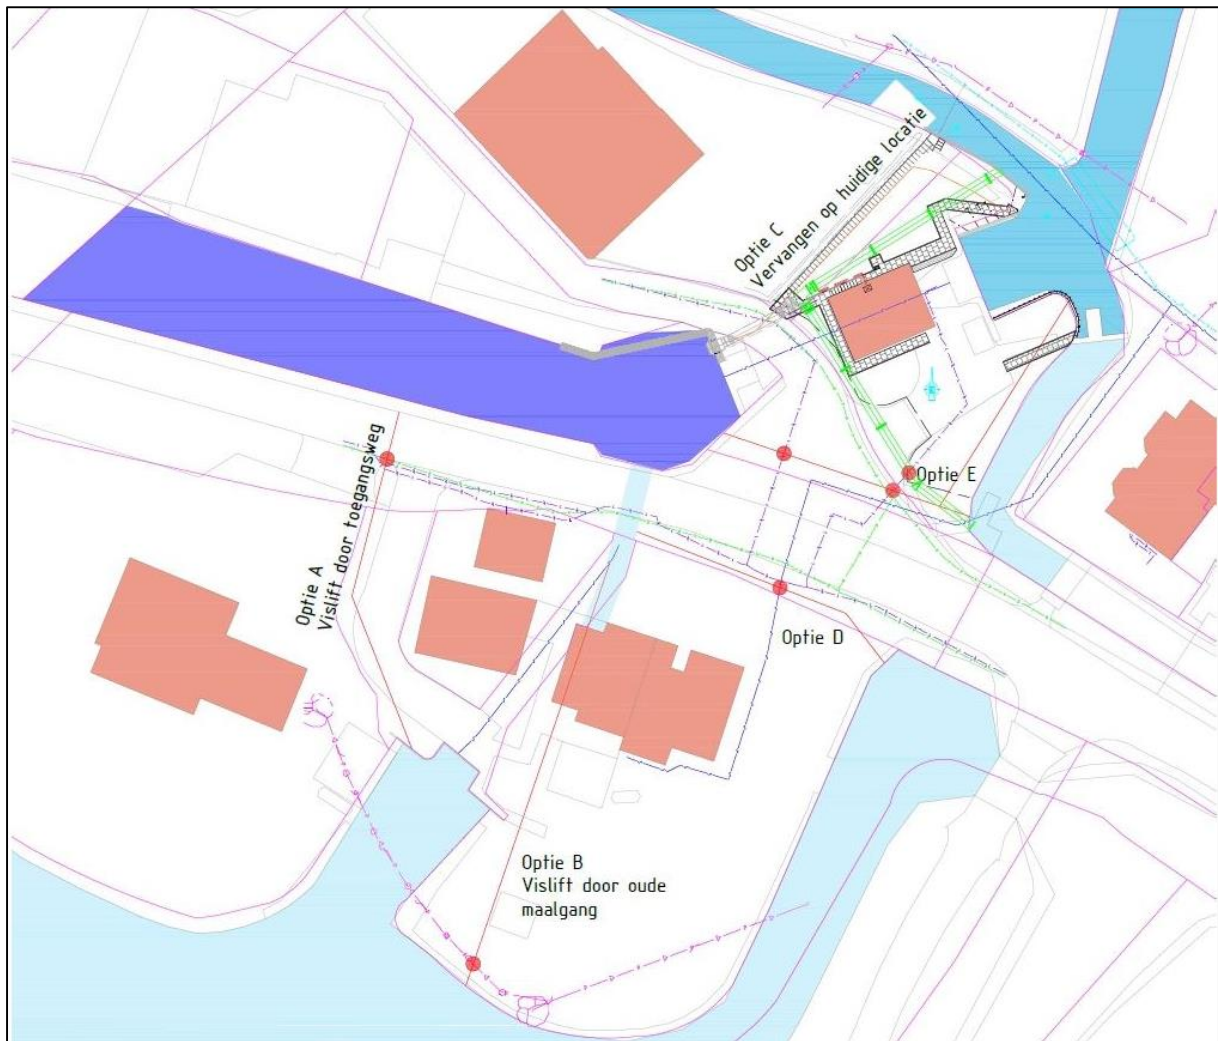 Optie C
Vervangen op huidige locatie
Optie E
Optie A
Vislift door toegangsweg
Optie D
Optie B
Vislift door oude
maalgang